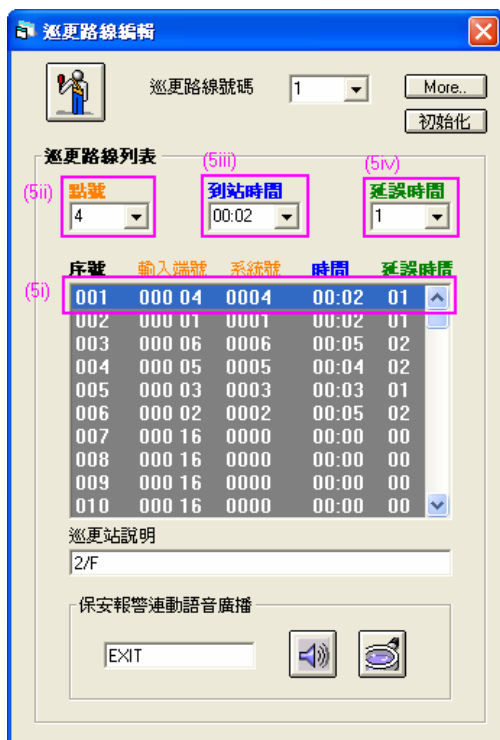 巡更路線編輯
巡更路線號碼 1 More..
初始化
巡更路線列表 (5iii) (5iv)
(5ii) 點號 到站時間 延誤時間
4 00:02 1
序號 輸入端號 系統號 時間 延誤時間
(5i) 001 000 04 0004 00:02 01
002 000 01 0001 00:02 01
003 000 06 0006 00:05 02
004 000 05 0005 00:04 02
005 000 03 0003 00:03 01
006 000 02 0002 00:05 02
007 000 16 0000 00:00 00
008 000 16 0000 00:00 00
009 000 16 0000 00:00 00
010 000 16 0000 00:00 00
巡更站說明
2/F
保安報警連動語音廣播
EXIT